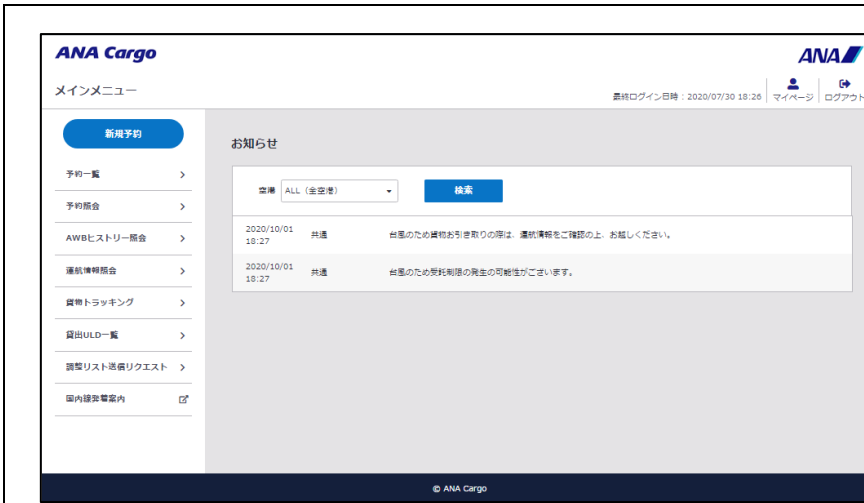 ANA Cargo
ANA
メインメニュー
最終ログイン日時：2020/07/30 18:26
マイページ
ログアウト
新規予約
予約一覧
予約照会
AWBヒストリー照会
運航情報照会
貨物トラッキング
貸出ULD一覧
調整リスト送信リクエスト
国内線発着案内
お知らせ
空港 ALL（全空港） 検索
2020/10/01 18:27 共通 台風のため貨物お引き取りの際は、運航情報をご確認の上、お越しください。
2020/10/01 18:27 共通 台風のため受託制限の発生の可能性がございます。
© ANA Cargo